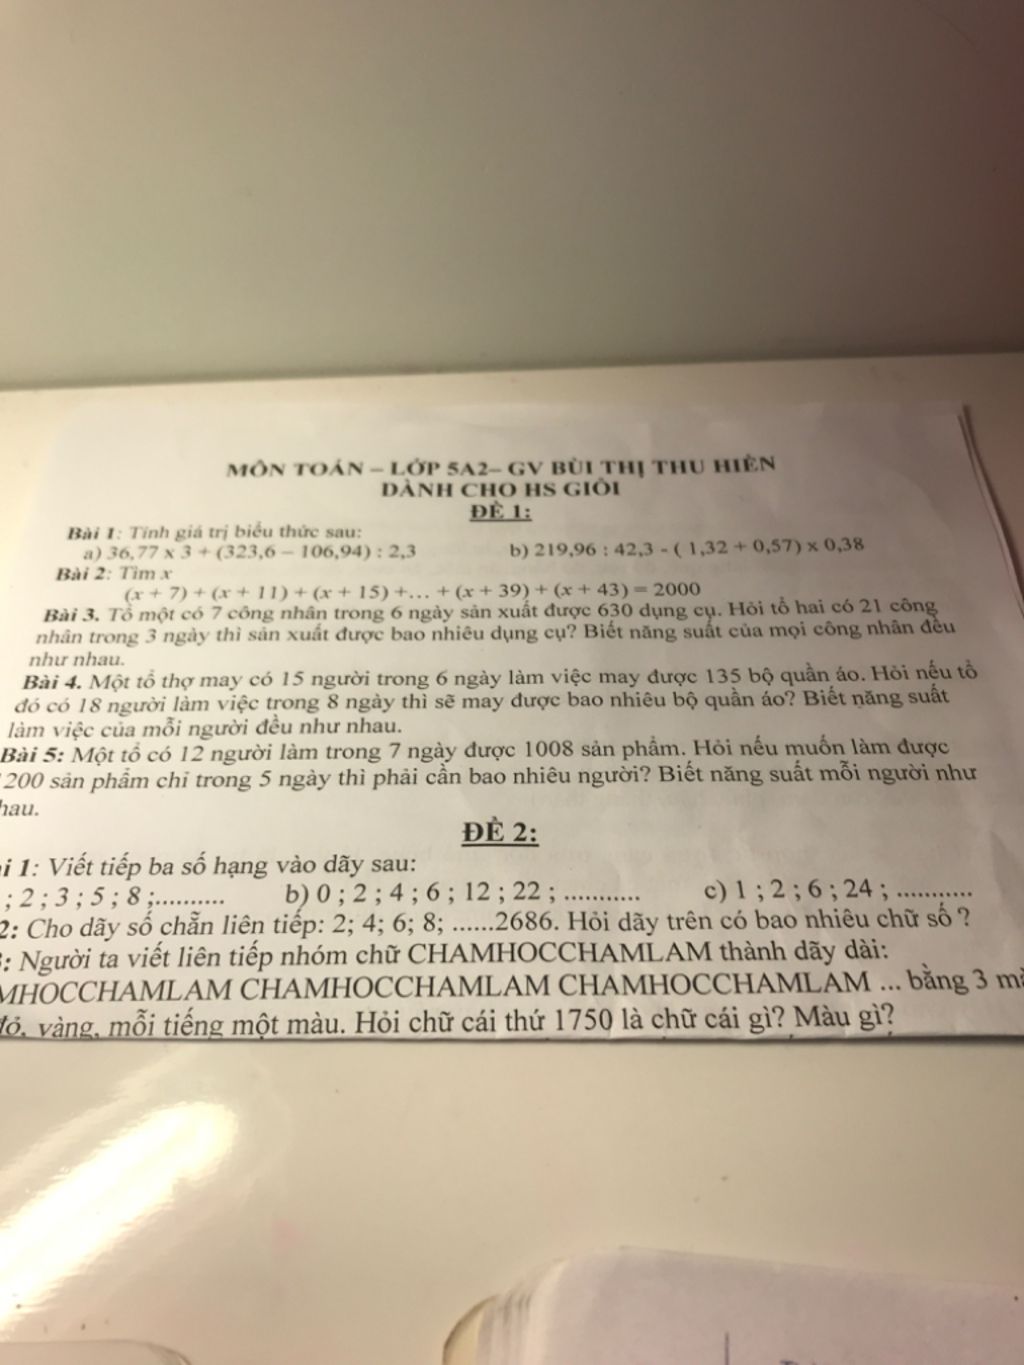 MÔN TOÁN – LỚP 5A2– GV BÙI THỊ THU HIỀN
DÀNH CHO HS GIỎI
ĐỀ 1:
Bài 1: Tính giá trị biểu thức sau:
a) 36,77 x 3 + (323,6 – 106,94) : 2,3 b) 219,96 : 42,3 - ( 1,32 + 0,57) x 0,38
Bài 2: Tìm x
(x + 7) + (x + 11) + (x + 15) +... + (x + 39) + (x + 43) = 2000
Bài 3. Tổ một có 7 công nhân trong 6 ngày sản xuất được 630 dụng cụ. Hỏi tổ hai có 21 công
nhân trong 3 ngày thì sản xuất được bao nhiêu dụng cụ? Biết năng suất của mọi công nhân đều
như nhau.
Bài 4. Một tổ thợ may có 15 người trong 6 ngày làm việc may được 135 bộ quần áo. Hỏi nếu tổ
đó có 18 người làm việc trong 8 ngày thì sẽ may được bao nhiêu bộ quần áo? Biết năng suất
làm việc của mỗi người đều như nhau.
Bài 5: Một tổ có 12 người làm trong 7 ngày được 1008 sản phẩm. Hỏi nếu muốn làm được
200 sản phẩm chỉ trong 5 ngày thì phải cần bao nhiêu người? Biết năng suất mỗi người như
hau.
ĐỀ 2:
i 1: Viết tiếp ba số hạng vào dãy sau:
; 2 ; 3 ; 5 ; 8 ;.......... b) 0 ; 2 ; 4 ; 6 ; 12 ; 22 ; ........... c) 1 ; 2 ; 6 ; 24 ; ...........
2: Cho dãy số chẵn liên tiếp: 2; 4; 6; 8; ......2686. Hỏi dãy trên có bao nhiêu chữ số ?
: Người ta viết liên tiếp nhóm chữ CHAMHOCCHAMLAM thành dãy dài:
MHOCCHAMLAM CHAMHOCCHAMLAM CHAMHOCCHAMLAM ... bằng 3 mà
đỏ, vàng, mỗi tiếng một màu. Hỏi chữ cái thứ 1750 là chữ cái gì? Màu gì?